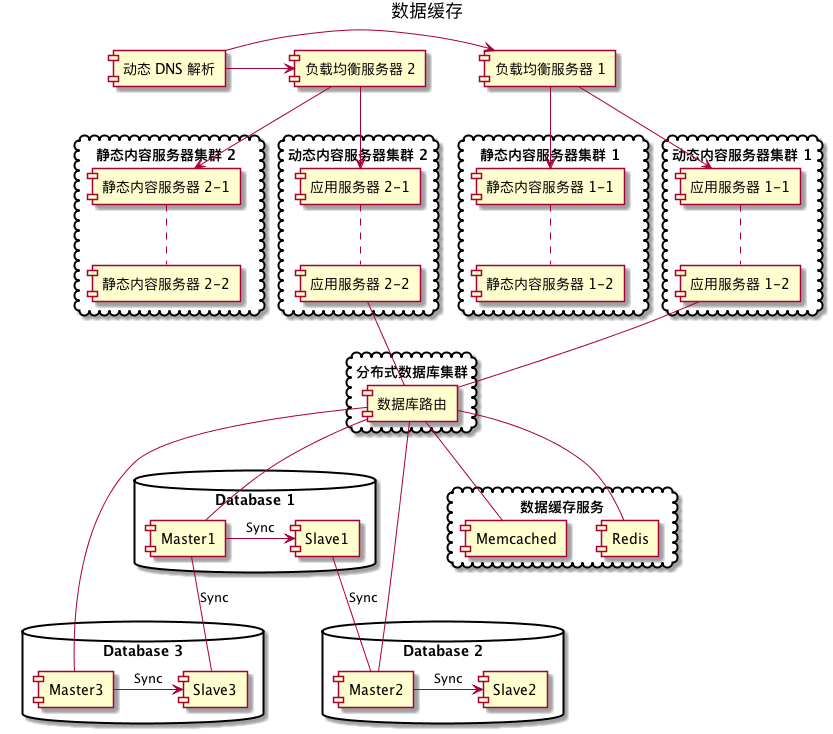 数据缓存
动态 DNS 解析
负载均衡服务器 2
负载均衡服务器 1
静态内容服务器集群 2
动态内容服务器集群 2
静态内容服务器集群 1
动态内容服务器集群 1
静态内容服务器 2-1
应用服务器 2-1
静态内容服务器 1-1
应用服务器 1-1
静态内容服务器 2-2
应用服务器 2-2
静态内容服务器 1-2
应用服务器 1-2
分布式数据库集群
数据库路由
Database 1
数据缓存服务
Master1
Sync
Slave1
Memcached
Redis
Sync
Sync
Database 3
Database 2
Master3
Sync
Slave3
Master2
Sync
Slave2